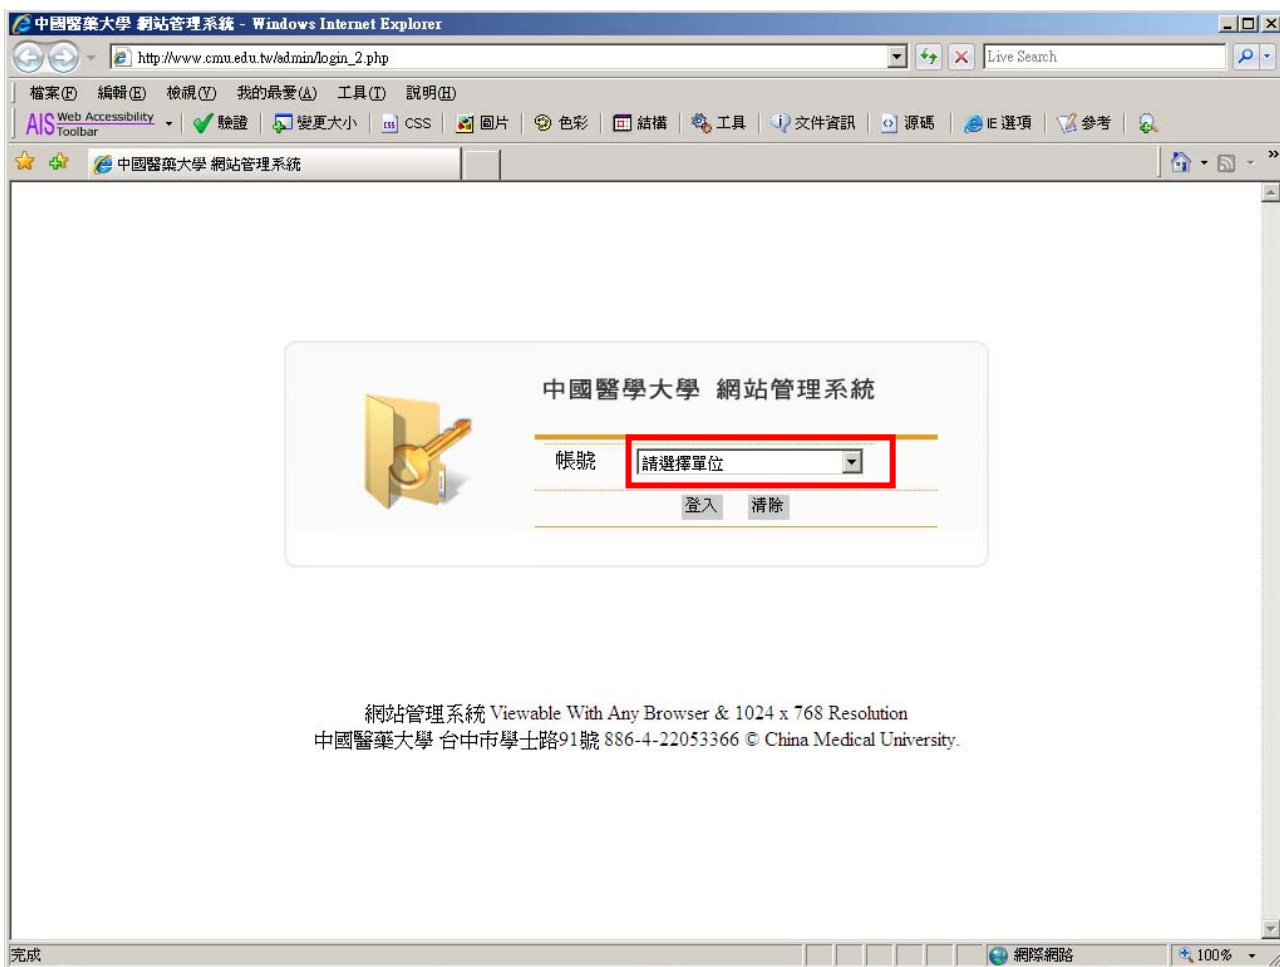 中國醫藥大學 網站管理系統 - Windows Internet Explorer
http://www.cmu.edu.tw/admin/login_2.php Live Search
檔案(F) 編輯(E) 檢視(V) 我的最愛(A) 工具(T) 說明(H)
AIS Web Accessibility Toolbar 驗證 變更大小 CSS 圖片 色彩 結構 工具 文件資訊 源碼 IE 選項 參考
中國醫藥大學 網站管理系統
中國醫學大學 網站管理系統
帳號 請選擇單位
登入 清除
網站管理系統 Viewable With Any Browser & 1024 x 768 Resolution
中國醫藥大學 台中市學士路91號 886-4-22053366 © China Medical University.
完成 網際網路 100%